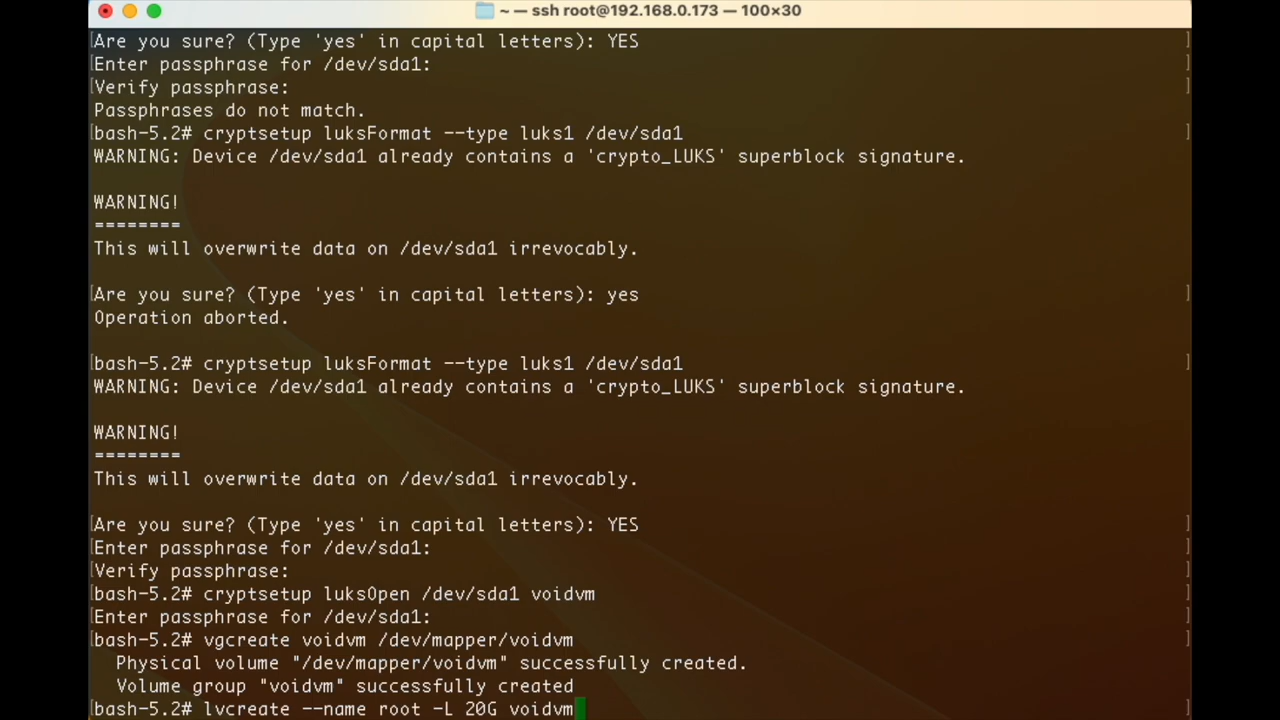 ~ — ssh root@192.168.0.173 — 100×30
[Are you sure? (Type 'yes' in capital letters): YES ]
[Enter passphrase for /dev/sda1: ]
[Verify passphrase: ]
Passphrases do not match.
[bash-5.2# cryptsetup luksFormat --type luks1 /dev/sda1 ]
WARNING: Device /dev/sda1 already contains a 'crypto_LUKS' superblock signature.
WARNING!
========
This will overwrite data on /dev/sda1 irrevocably.
[Are you sure? (Type 'yes' in capital letters): yes ]
Operation aborted.
[bash-5.2# cryptsetup luksFormat --type luks1 /dev/sda1 ]
WARNING: Device /dev/sda1 already contains a 'crypto_LUKS' superblock signature.
WARNING!
========
This will overwrite data on /dev/sda1 irrevocably.
[Are you sure? (Type 'yes' in capital letters): YES ]
[Enter passphrase for /dev/sda1: ]
[Verify passphrase: ]
[bash-5.2# cryptsetup luksOpen /dev/sda1 voidvm ]
[Enter passphrase for /dev/sda1: ]
[bash-5.2# vgcreate voidvm /dev/mapper/voidvm ]
Physical volume "/dev/mapper/voidvm" successfully created.
Volume group "voidvm" successfully created
bash-5.2# lvcreate --name root -L 20G voidvm